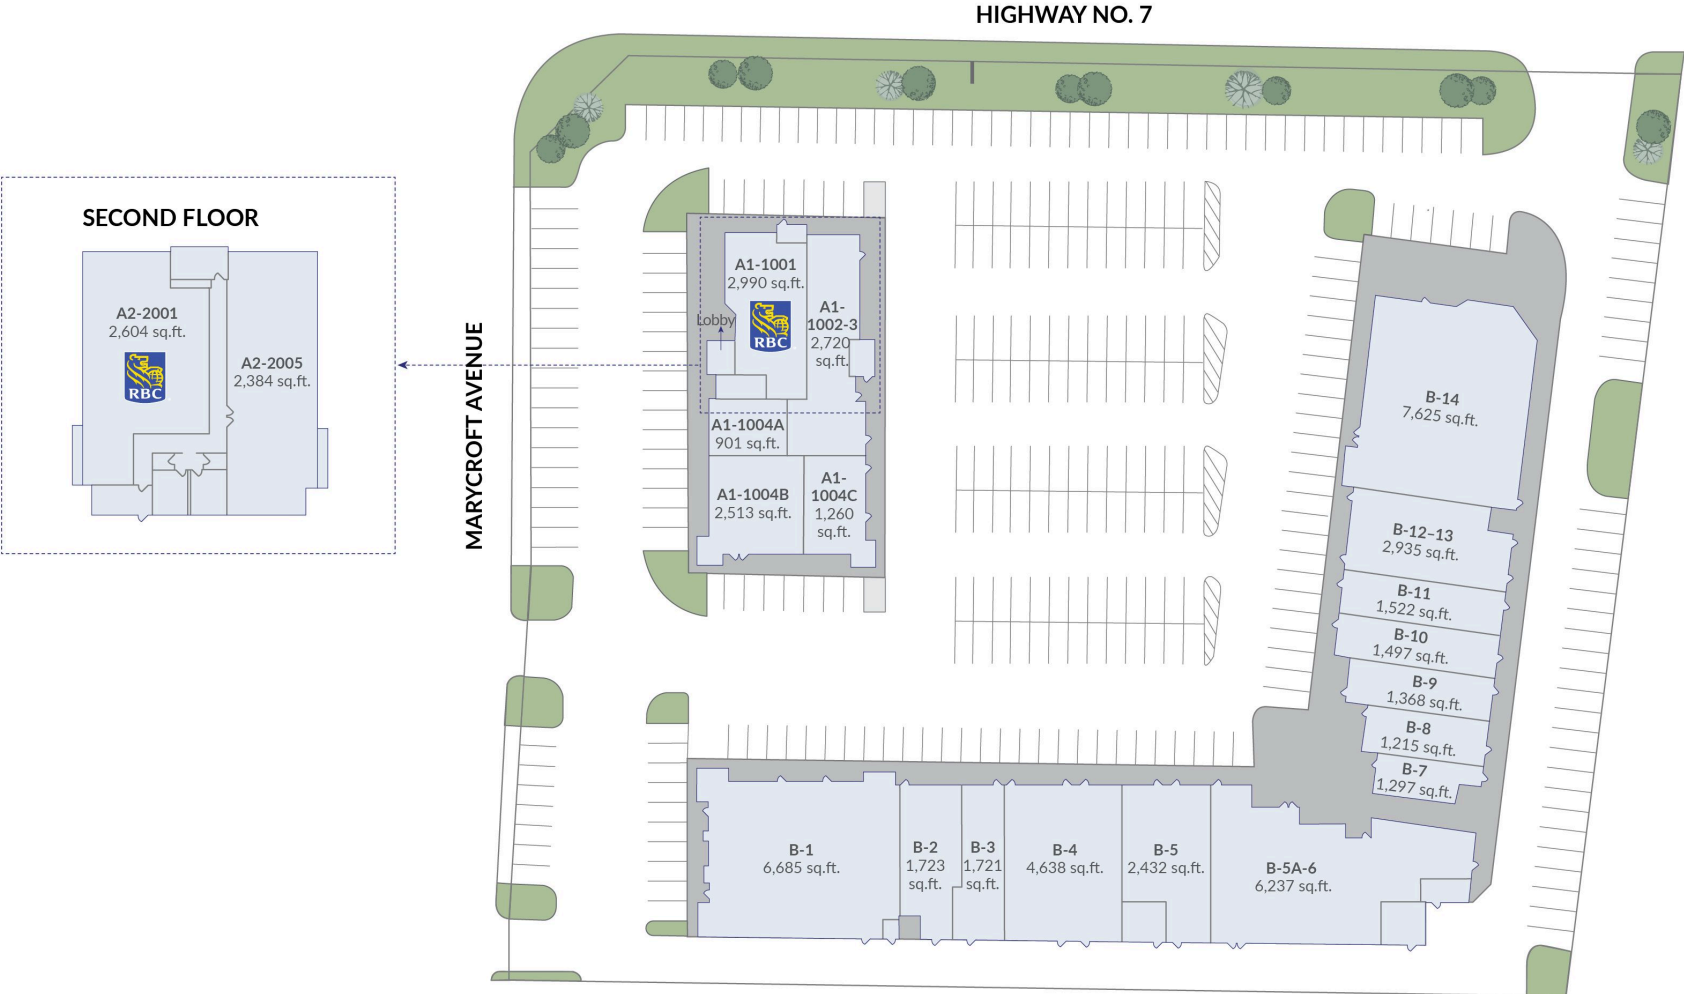 HIGHWAY NO. 7
SECOND FLOOR
A2-2001
2,604 sq.ft.
RBC
A2-2005
2,384 sq.ft.
MARYCROFT AVENUE
A1-1001
2,990 sq.ft.
RBC
Lobby
A1-
1002-3
2,720
sq.ft.
A1-1004A
901 sq.ft.
A1-1004B
2,513 sq.ft.
A1-
1004C
1,260
sq.ft.
B-14
7,625 sq.ft.
B-12–13
2,935 sq.ft.
B-11
1,522 sq.ft.
B-10
1,497 sq.ft.
B-9
1,368 sq.ft.
B-8
1,215 sq.ft.
B-7
1,297 sq.ft.
B-1
6,685 sq.ft.
B-2
1,723
sq.ft.
B-3
1,721
sq.ft.
B-4
4,638 sq.ft.
B-5
2,432 sq.ft.
B-5A-6
6,237 sq.ft.